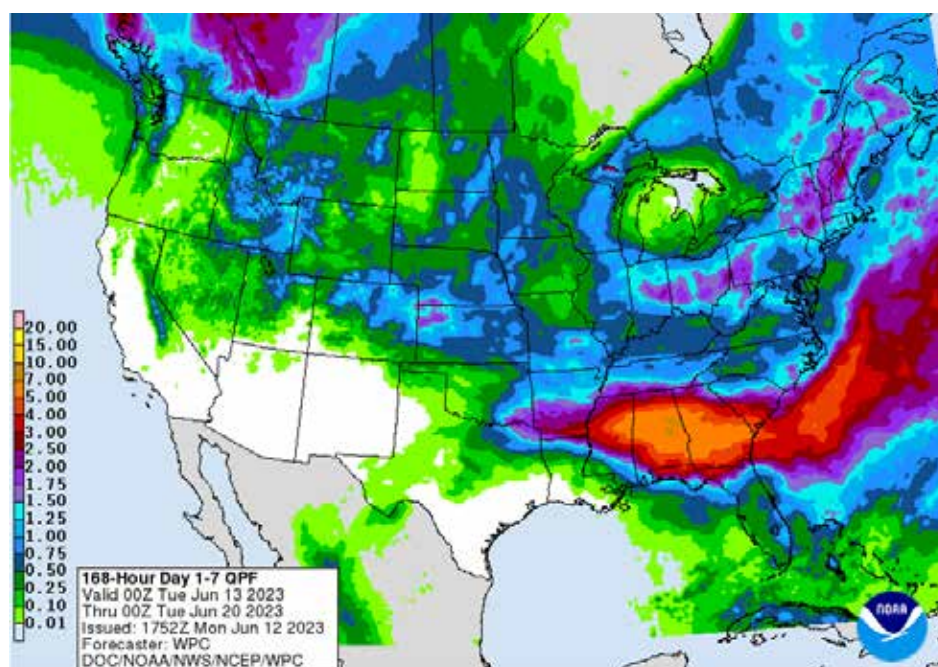 20.00
15.00
10.00
7.00
5.00
4.00
3.00
2.50
2.00
1.75
1.50
1.25
1.00
0.75
0.50
0.25
0.10
0.01
168-Hour Day 1-7 QPF
Valid 00Z Tue Jun 13 2023
Thru 00Z Tue Jun 20 2023
Issued: 1752Z Mon Jun 12 2023
Forecaster: WPC
DOC/NOAA/NWS/NCEP/WPC
NOAA